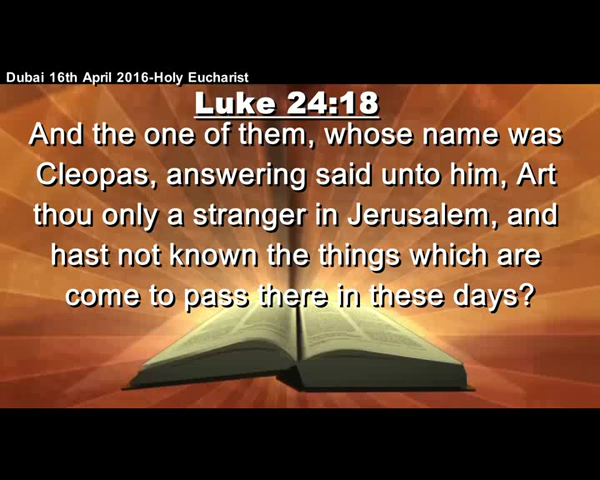 Dubai 16th April 2016-Holy Eucharist
Luke 24:18
And the one of them, whose name was
Cleopas, answering said unto him, Art
thou only a stranger in Jerusalem, and
hast not known the things which are
come to pass there in these days?